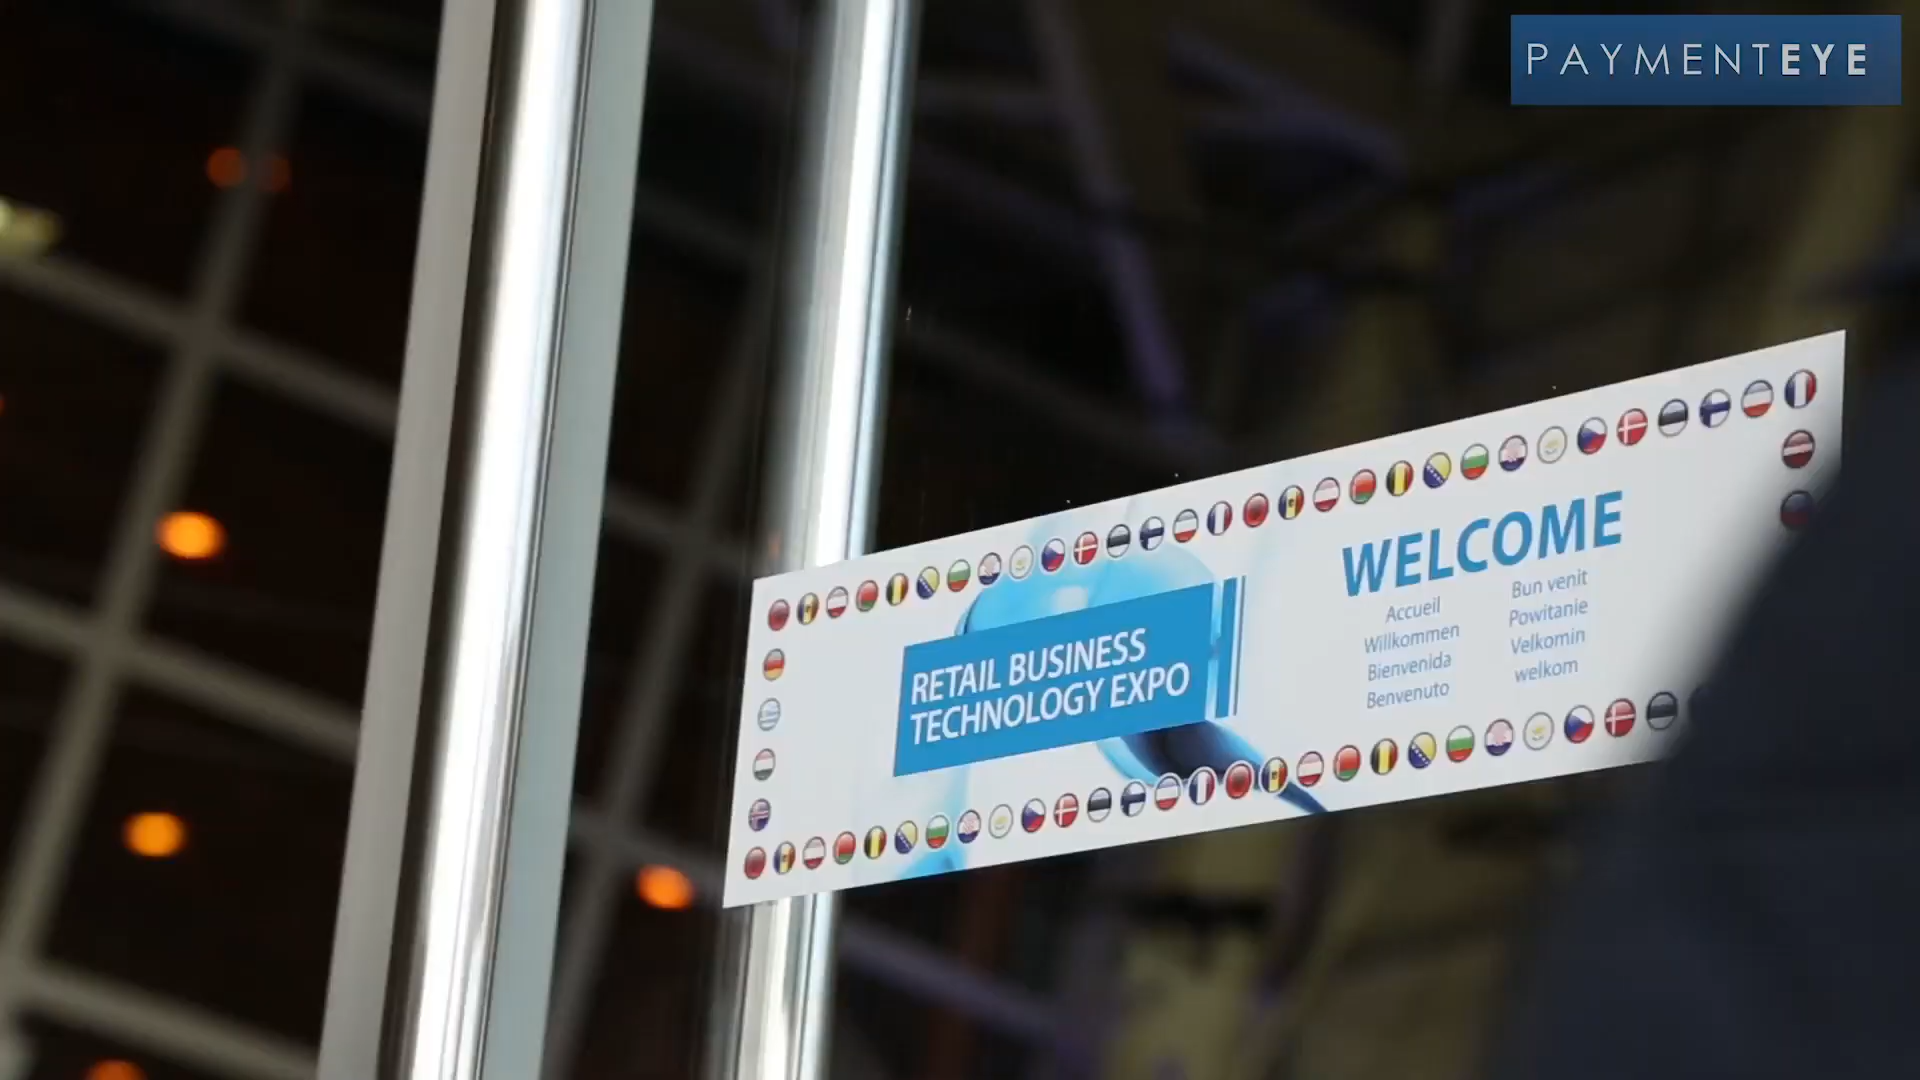 PAYMENTEYE
WELCOME
RETAIL BUSINESS
TECHNOLOGY EXPO
Accueil
Willkommen
Bienvenida
Benvenuto
Bun venit
Powitanie
Velkomin
welkom